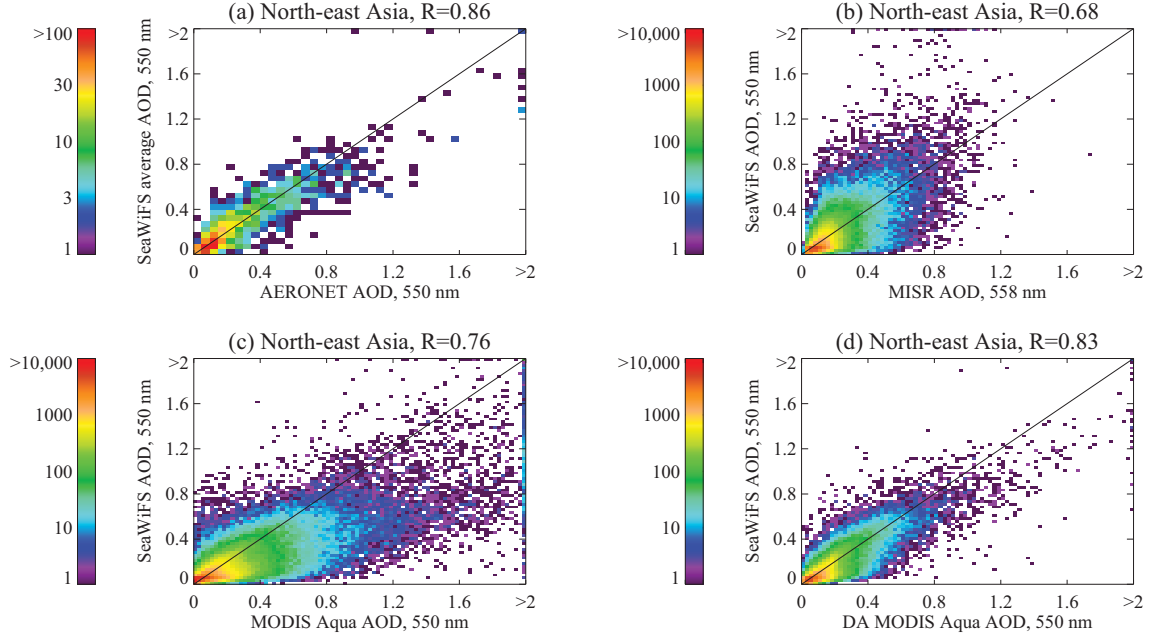 (a) North-east Asia, R=0.86
>100
30
10
3
1
SeaWiFS average AOD, 550 nm
>2
1.6
1.2
0.8
0.4
0
0 0.4 0.8 1.2 1.6 >2
AERONET AOD, 550 nm
(b) North-east Asia, R=0.68
>10,000
1000
100
10
1
SeaWiFS AOD, 550 nm
>2
1.6
1.2
0.8
0.4
0
0 0.4 0.8 1.2 1.6 >2
MISR AOD, 558 nm
(c) North-east Asia, R=0.76
>10,000
1000
100
10
1
SeaWiFS AOD, 550 nm
>2
1.6
1.2
0.8
0.4
0
0 0.4 0.8 1.2 1.6 >2
MODIS Aqua AOD, 550 nm
(d) North-east Asia, R=0.83
>10,000
1000
100
10
1
SeaWiFS AOD, 550 nm
>2
1.6
1.2
0.8
0.4
0
0 0.4 0.8 1.2 1.6 >2
DA MODIS Aqua AOD, 550 nm